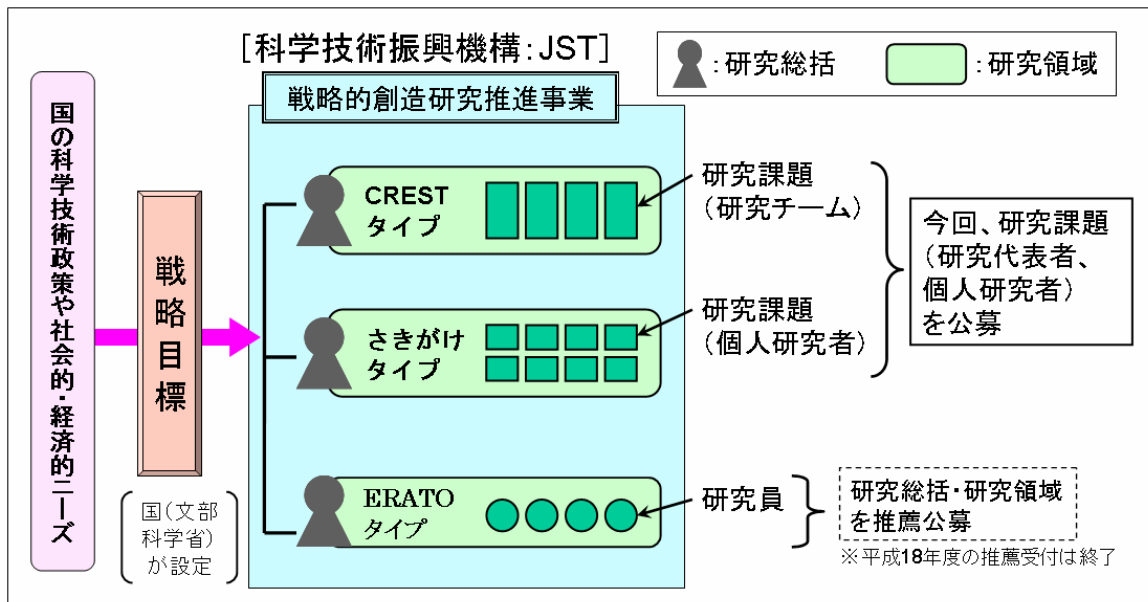 [科学技術振興機構:JST]
:研究総括
:研究領域
戦略的創造研究推進事業
国の科学技術政策や社会的・経済的ニーズ
戦略目標
国(文部
科学省)
が設定
CREST
タイプ
研究課題
(研究チーム)
さきがけ
タイプ
研究課題
(個人研究者)
今回、研究課題
(研究代表者、
個人研究者)
を公募
ERATO
タイプ
研究員
研究総括・研究領域
を推薦公募
※平成18年度の推薦受付は終了